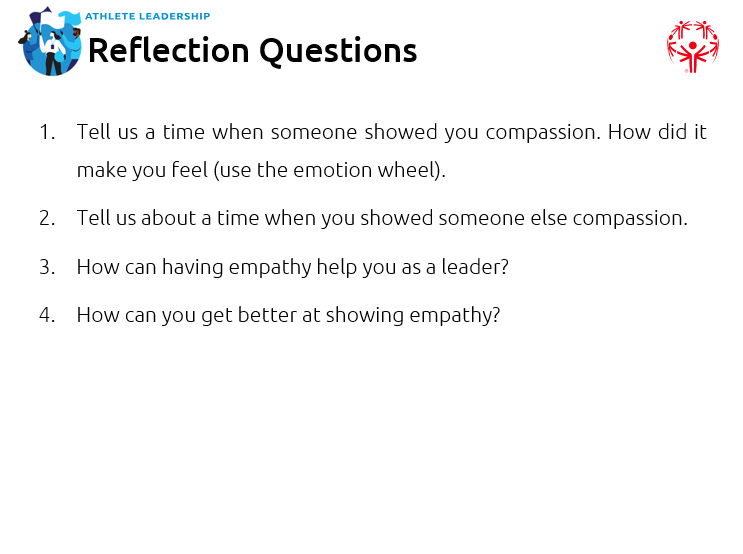 ATHLETE LEADERSHIP
Reflection Questions
1. Tell us a time when someone showed you compassion. How did it
make you feel (use the emotion wheel).
2. Tell us about a time when you showed someone else compassion.
3. How can having empathy help you as a leader?
4. How can you get better at showing empathy?